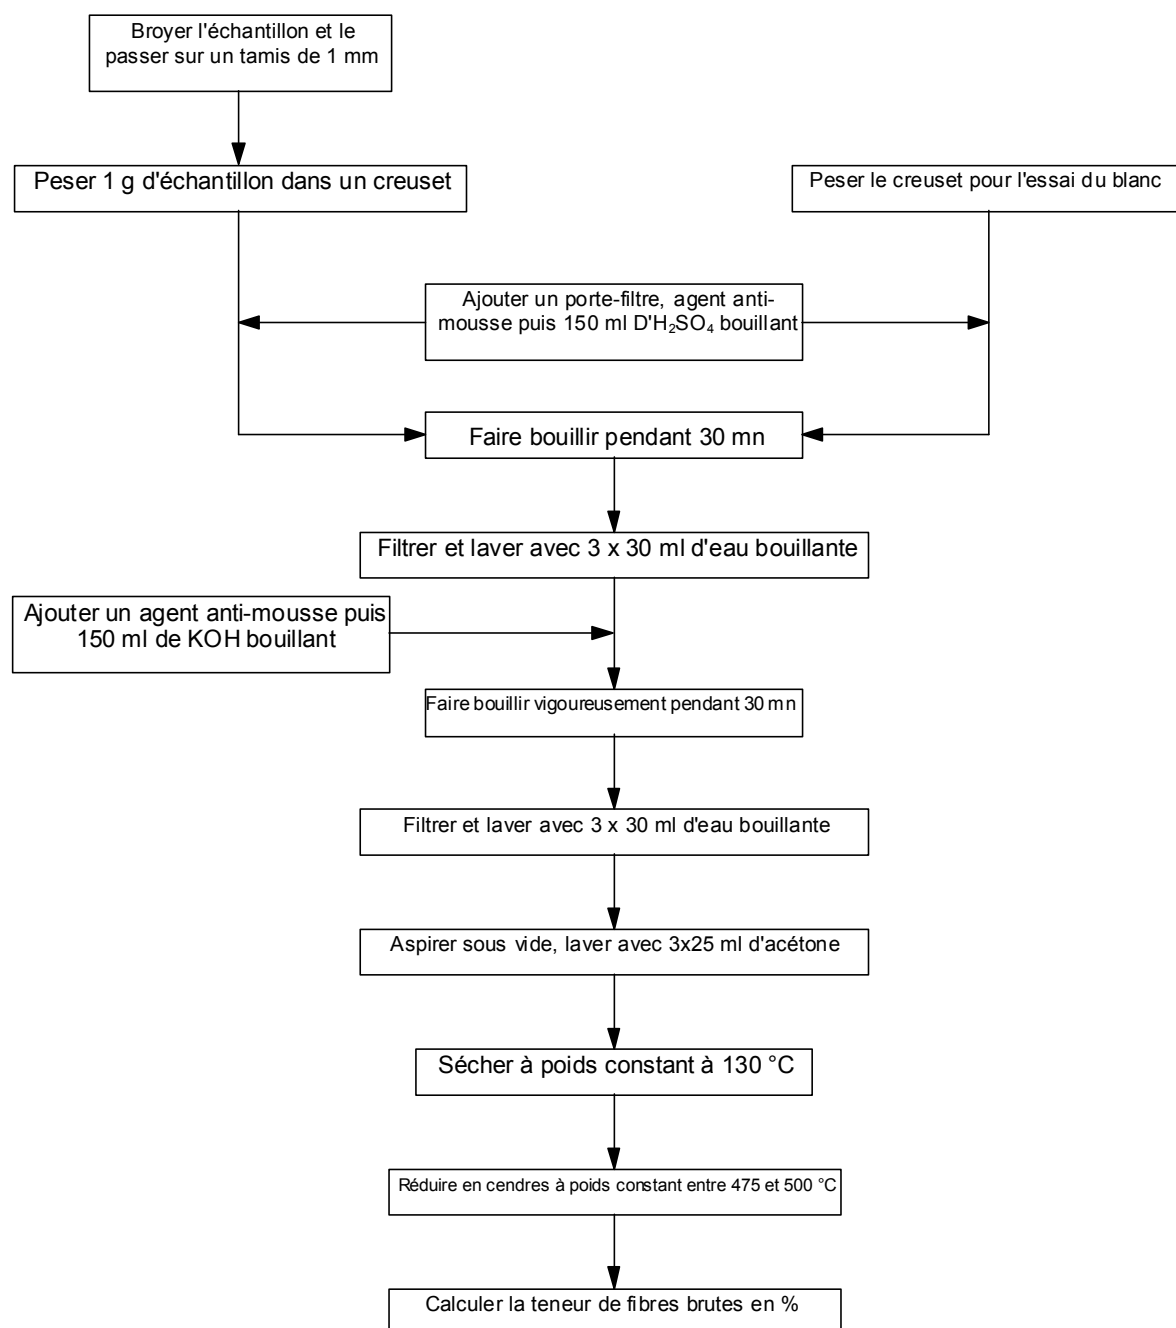 Broyer l'échantillon et le
passer sur un tamis de 1 mm
Peser 1 g d'échantillon dans un creuset
Peser le creuset pour l'essai du blanc
Ajouter un porte-filtre, agent anti-
mousse puis 150 ml D'H₂SO₄ bouillant
Faire bouillir pendant 30 mn
Filtrer et laver avec 3 x 30 ml d'eau bouillante
Ajouter un agent anti-mousse puis
150 ml de KOH bouillant
Faire bouillir vigoureusement pendant 30 mn
Filtrer et laver avec 3 x 30 ml d'eau bouillante
Aspirer sous vide, laver avec 3x25 ml d'acétone
Sécher à poids constant à 130 °C
Réduire en cendres à poids constant entre 475 et 500 °C
Calculer la teneur de fibres brutes en %